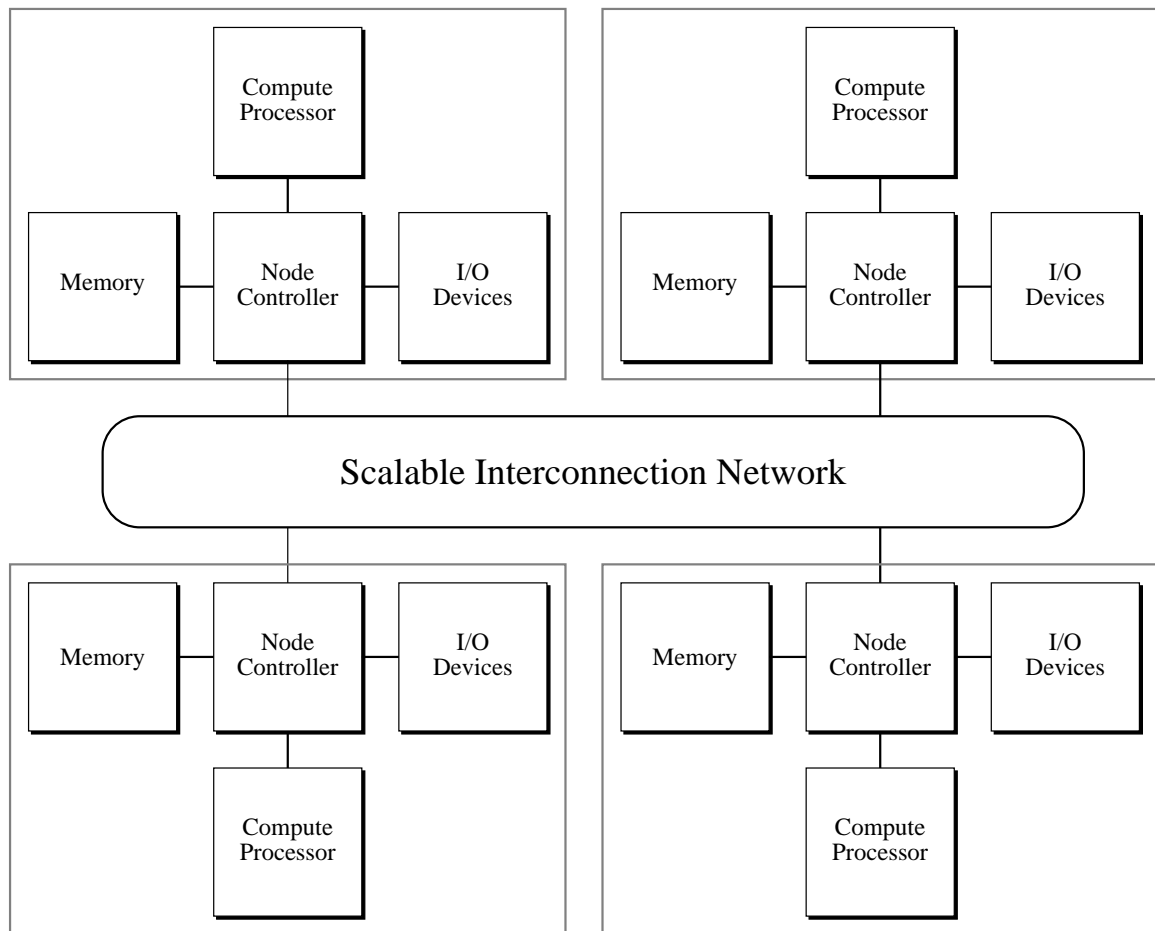 Compute
Processor
Memory
Node
Controller
I/O
Devices
Compute
Processor
Memory
Node
Controller
I/O
Devices
Scalable Interconnection Network
Memory
Node
Controller
I/O
Devices
Compute
Processor
Memory
Node
Controller
I/O
Devices
Compute
Processor